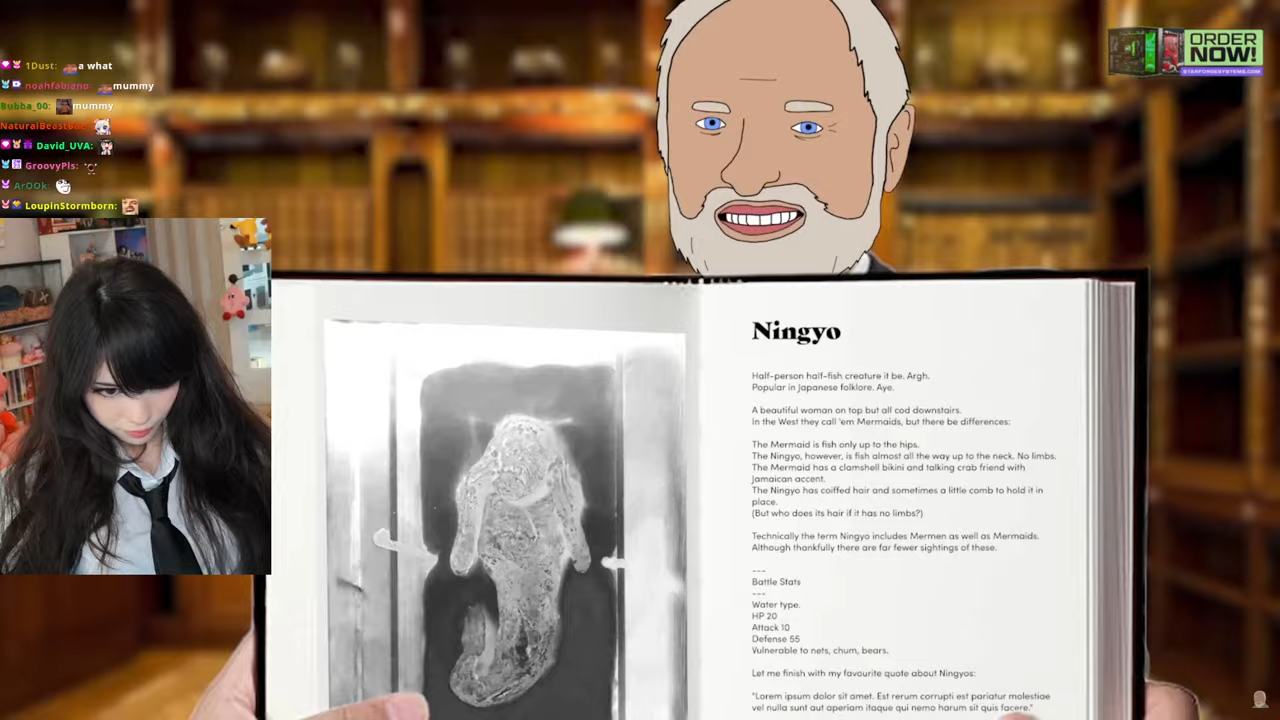 1Dust: a what
noahfabiano: mummy
Bubba_00: mummy
David_UVA:
GroovyPls:
ArOOk:
LoupinStormborn:
ORDER
NOW!
STARFORGESYSTEMS.COM
Ningyo
Half-person half-fish creature it be. Argh.
Popular in Japanese folklore. Aye.
A beautiful woman on top but all cod downstairs.
In the West they call 'em Mermaids, but there be differences:
The Mermaid is fish only up to the hips.
The Ningyo, however, is fish almost all the way up to the neck. No limbs.
The Mermaid has a clamshell bikini and talking crab friend with
Jamaican accent.
The Ningyo has coiffed hair and sometimes a little comb to hold it in
place.
(But who does its hair if it has no limbs?)
Technically the term Ningyo includes Mermen as well as Mermaids.
Although thankfully there are far fewer sightings of these.
---
Battle Stats
---
Water type.
HP 20
Attack 10
Defense 55
Vulnerable to nets, chum, bears.
Let me finish with my favourite quote about Ningyos:
"Lorem ipsum dolor sit amet. Est rerum corrupti est pariatur molestiae
vel nulla sunt aut aperiam itaque qui nemo harum sit quis facere."